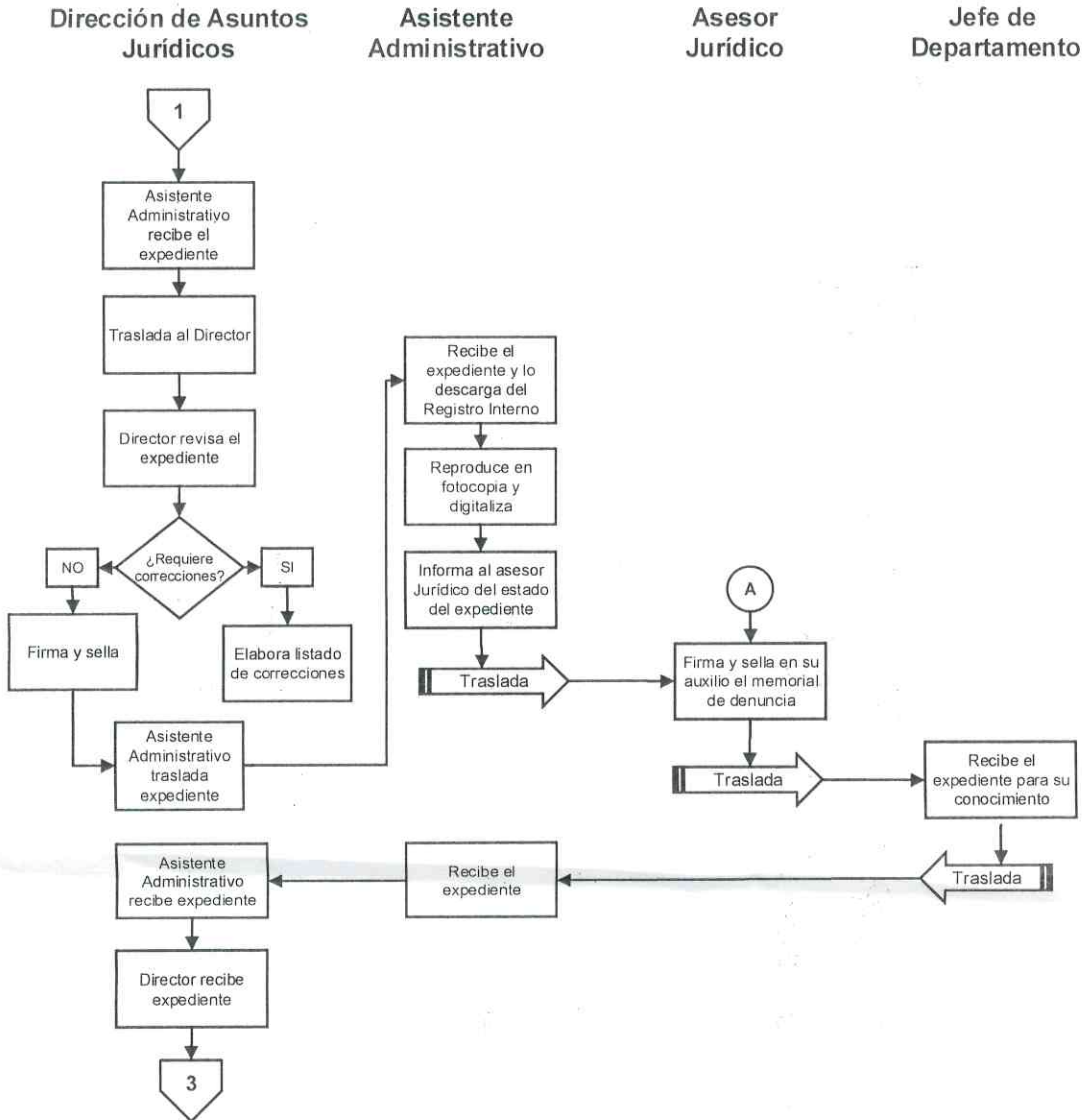 Dirección de Asuntos
Jurídicos
Asistente
Administrativo
Asesor
Jurídico
Jefe de
Departamento
1
Asistente
Administrativo
recibe el
expediente
Traslada al Director
Director revisa el
expediente
¿Requiere
correcciones?
NO
SI
Firma y sella
Elabora listado
de correcciones
Asistente
Administrativo
traslada
expediente
Recibe el
expediente y lo
descarga del
Registro Interno
Reproduce en
fotocopia y
digitaliza
Informa al asesor
Jurídico del estado
del expediente
Traslada
A
Firma y sella en su
auxilio el memorial
de denuncia
Traslada
Recibe el
expediente para su
conocimiento
Traslada
Recibe el
expediente
Asistente
Administrativo
recibe expediente
Director recibe
expediente
3